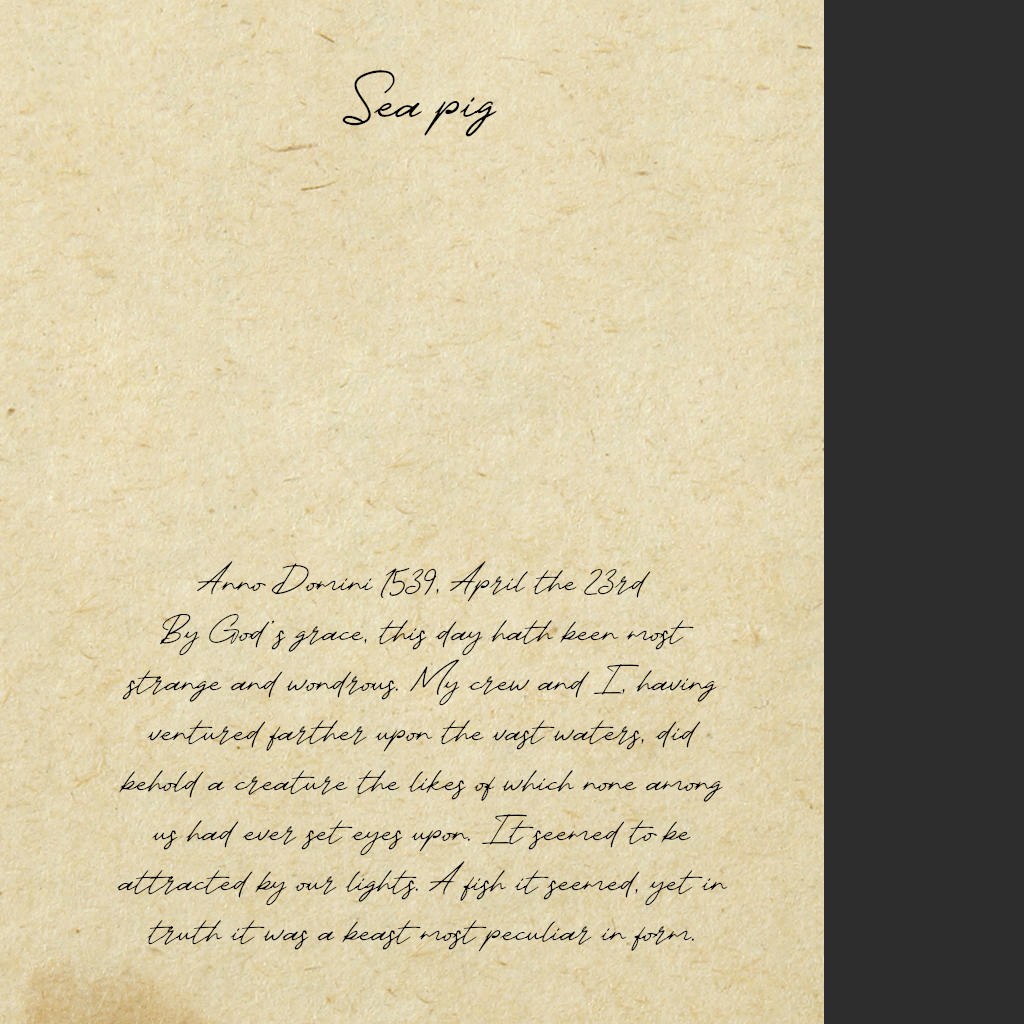 Sea pig
Anno Domini 1539, April the 23rd
By God's grace, this day hath been most
strange and wondrous. My crew and I, having
ventured farther upon the vast waters, did
behold a creature the likes of which none among
us had ever set eyes upon. It seemed to be
attracted by our lights. A fish it seemed, yet in
truth it was a beast most peculiar in form.